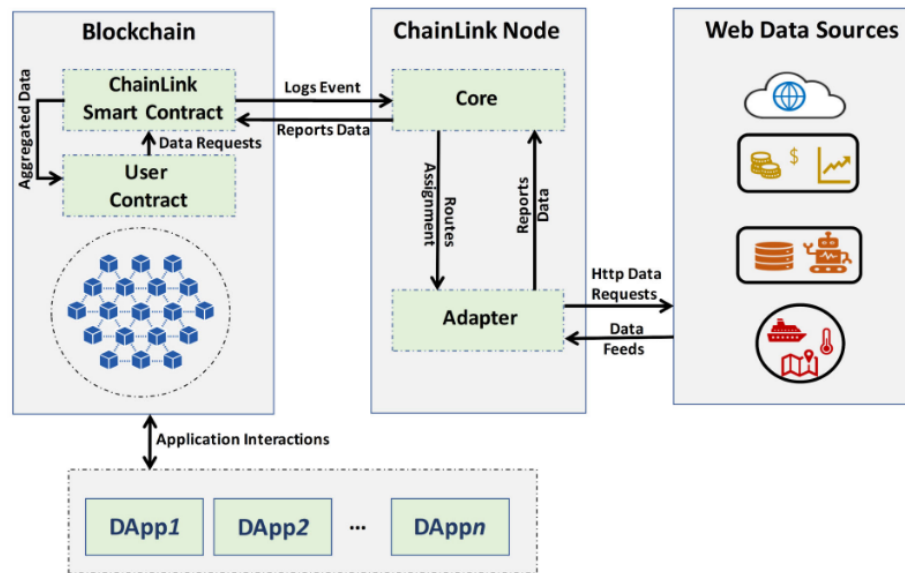 Blockchain
ChainLink
Smart Contract
Aggregated Data
Data Requests
User
Contract
Logs Event
Reports Data
ChainLink Node
Core
Routes
Assignment
Reports
Data
Adapter
Http Data
Requests
Data
Feeds
Web Data Sources
$
Application Interactions
DApp1
DApp2
...
DAppn